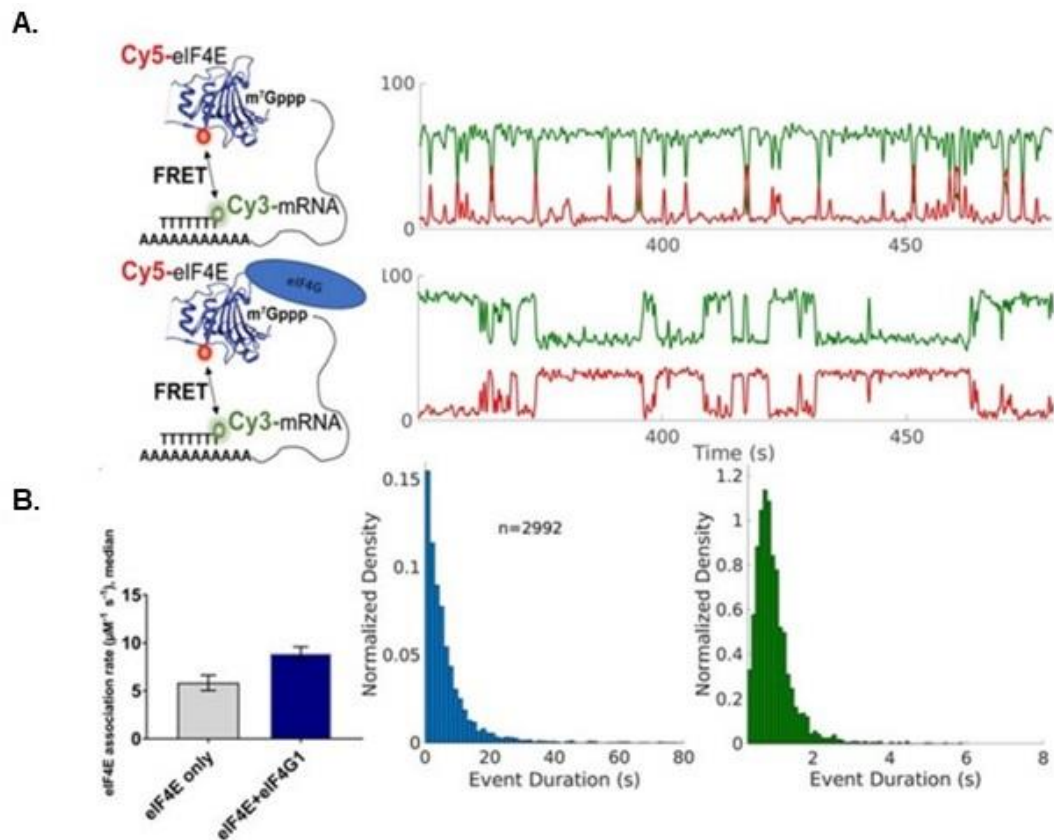 A.
Cy5-eIF4E
m⁷Gppp
FRET
Cy3-mRNA
TTTTTTT
AAAAAAAAAAA
100
0
400
450
Cy5-eIF4E
eIF4G
m⁷Gppp
FRET
Cy3-mRNA
TTTTTTT
AAAAAAAAAAA
100
0
400
450
Time (s)
B.
eIF4E association rate (µM⁻¹ s⁻¹), median
15
10
5
0
eIF4E only
eIF4E+eIF4G1
Normalized Density
0.15
0.1
0.05
0
n=2992
0
20
40
60
80
Event Duration (s)
Normalized Density
1.2
1
0.8
0.6
0.4
0.2
0
2
4
6
8
Event Duration (s)